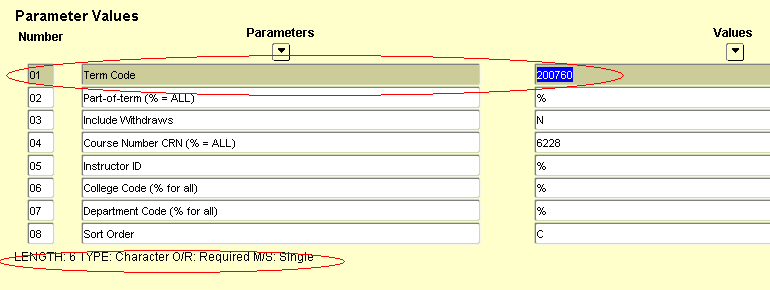 Parameter Values
Number Parameters Values
01 Term Code 200760
02 Part-of-term (% = ALL) %
03 Include Withdraws N
04 Course Number CRN (% = ALL) 6228
05 Instructor ID %
06 College Code (% for all) %
07 Department Code (% for all) %
08 Sort Order C
LENGTH: 6 TYPE: Character O/R: Required M/S: Single